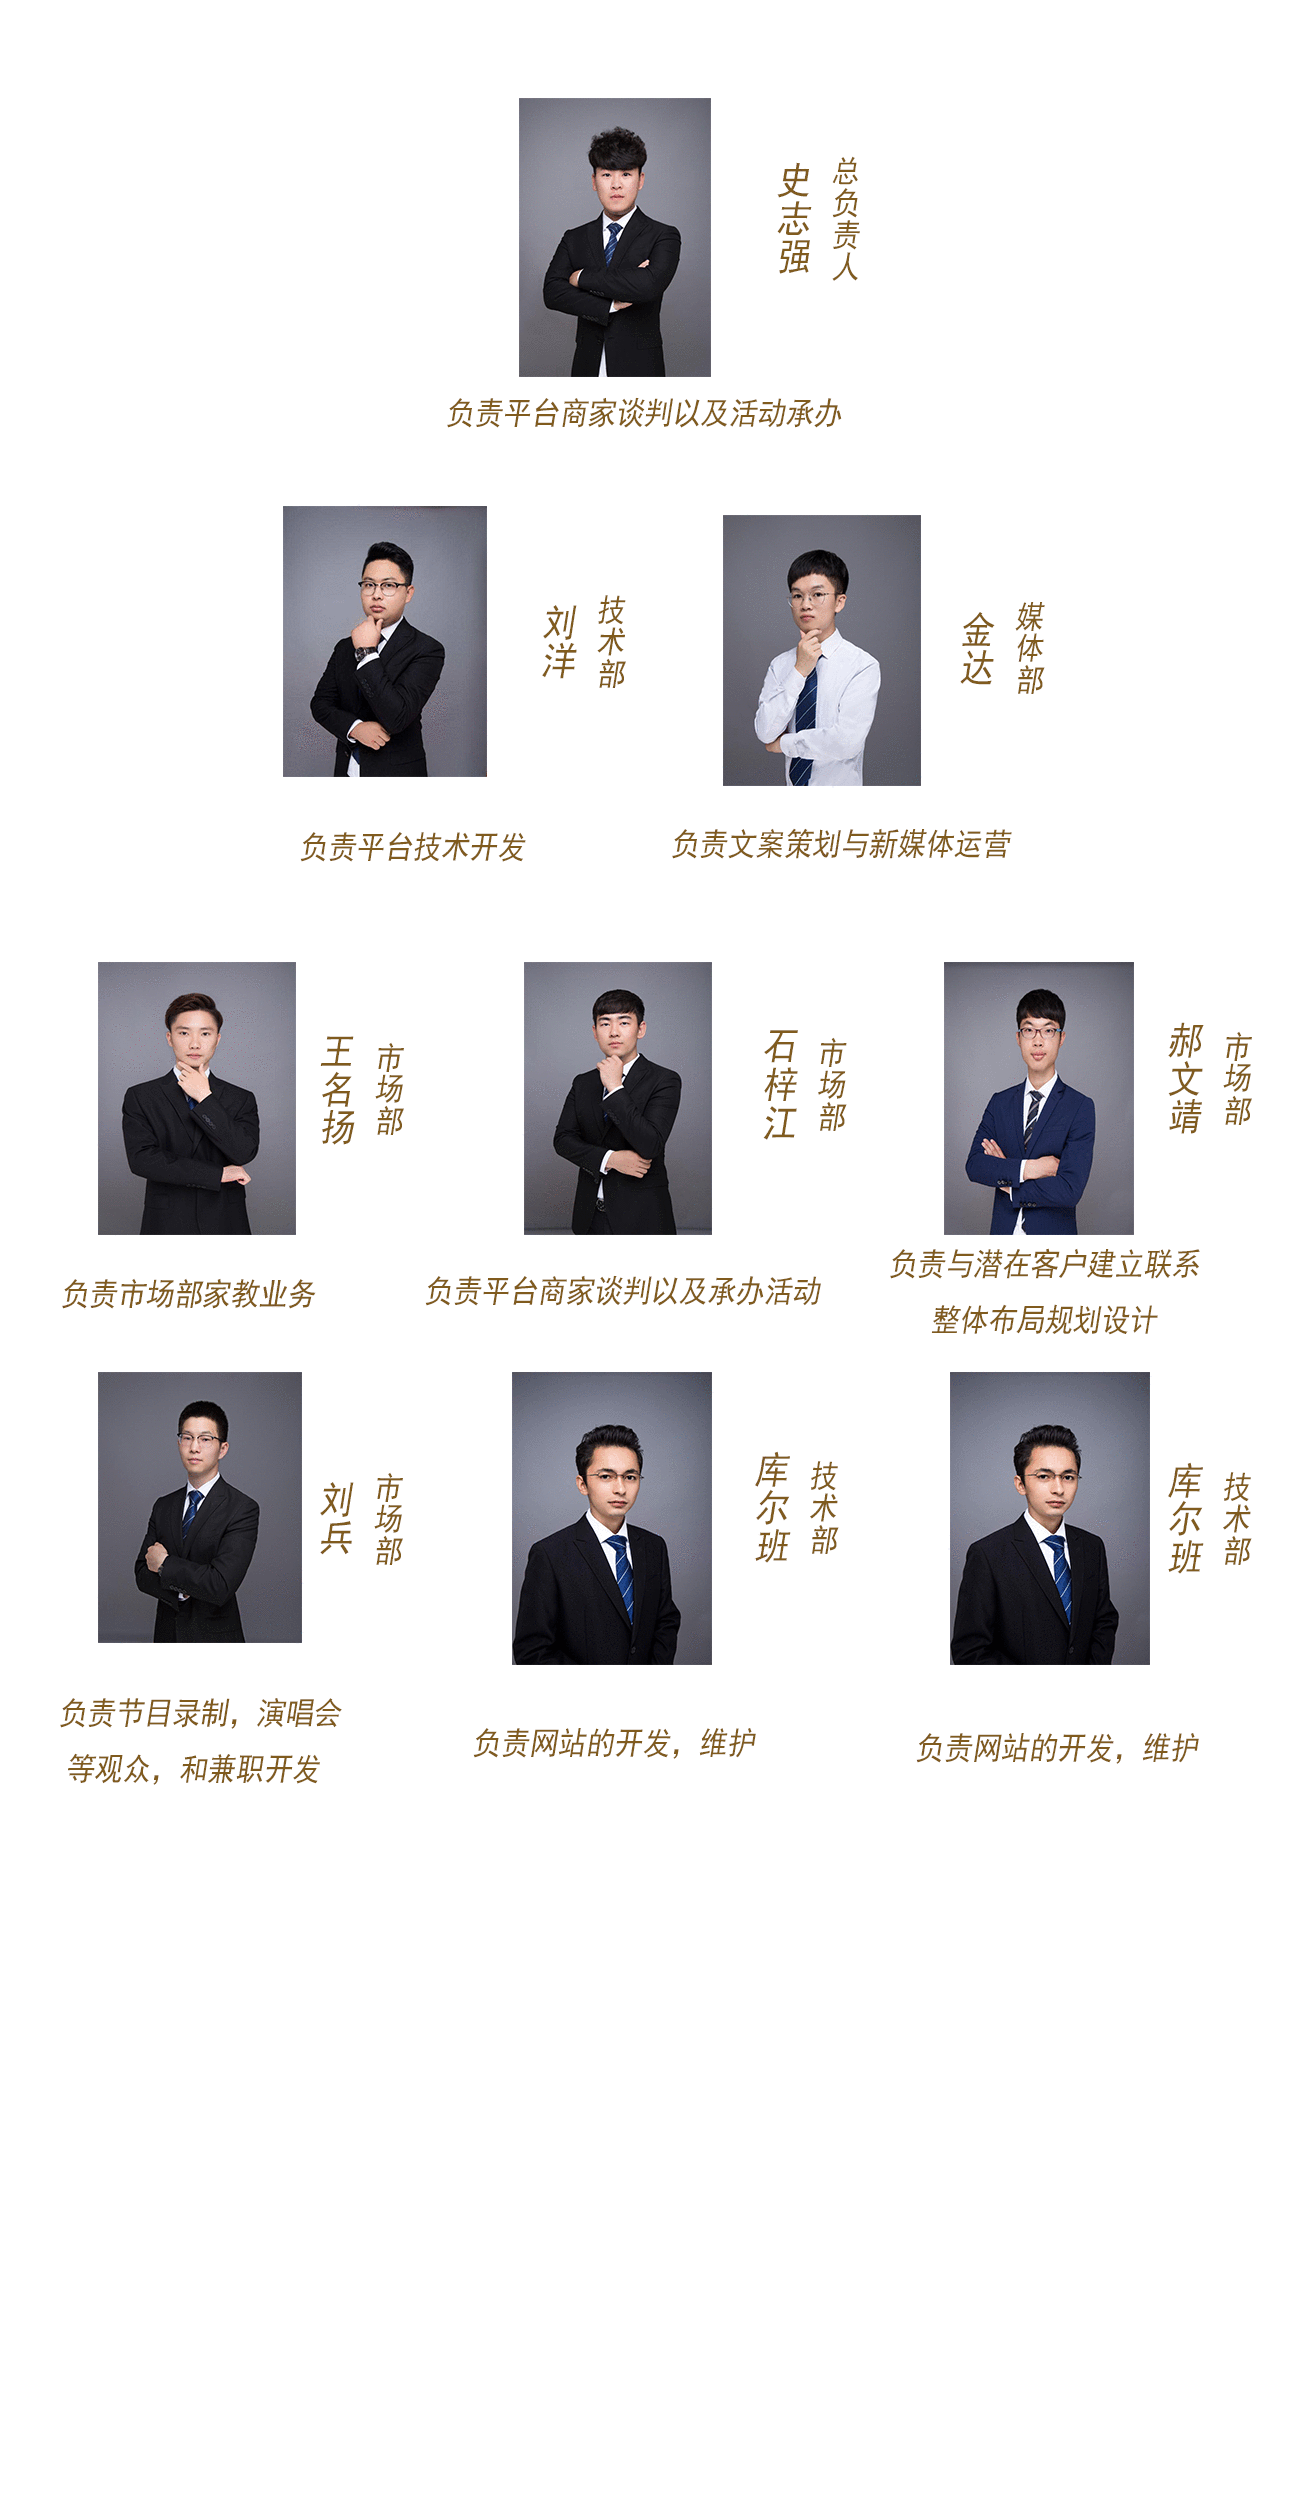 史志强
总负责人
负责平台商家谈判以及活动承办
刘洋
技术部
负责平台技术开发
金达
媒体部
负责文案策划与新媒体运营
王名扬
市场部
负责市场部家教业务
石梓江
市场部
负责平台商家谈判以及承办活动
郝文靖
市场部
负责与潜在客户建立联系
整体布局规划设计
刘兵
市场部
负责节目录制，演唱会
等观众，和兼职开发
库尔班
技术部
负责网站的开发，维护
库尔班
技术部
负责网站的开发，维护